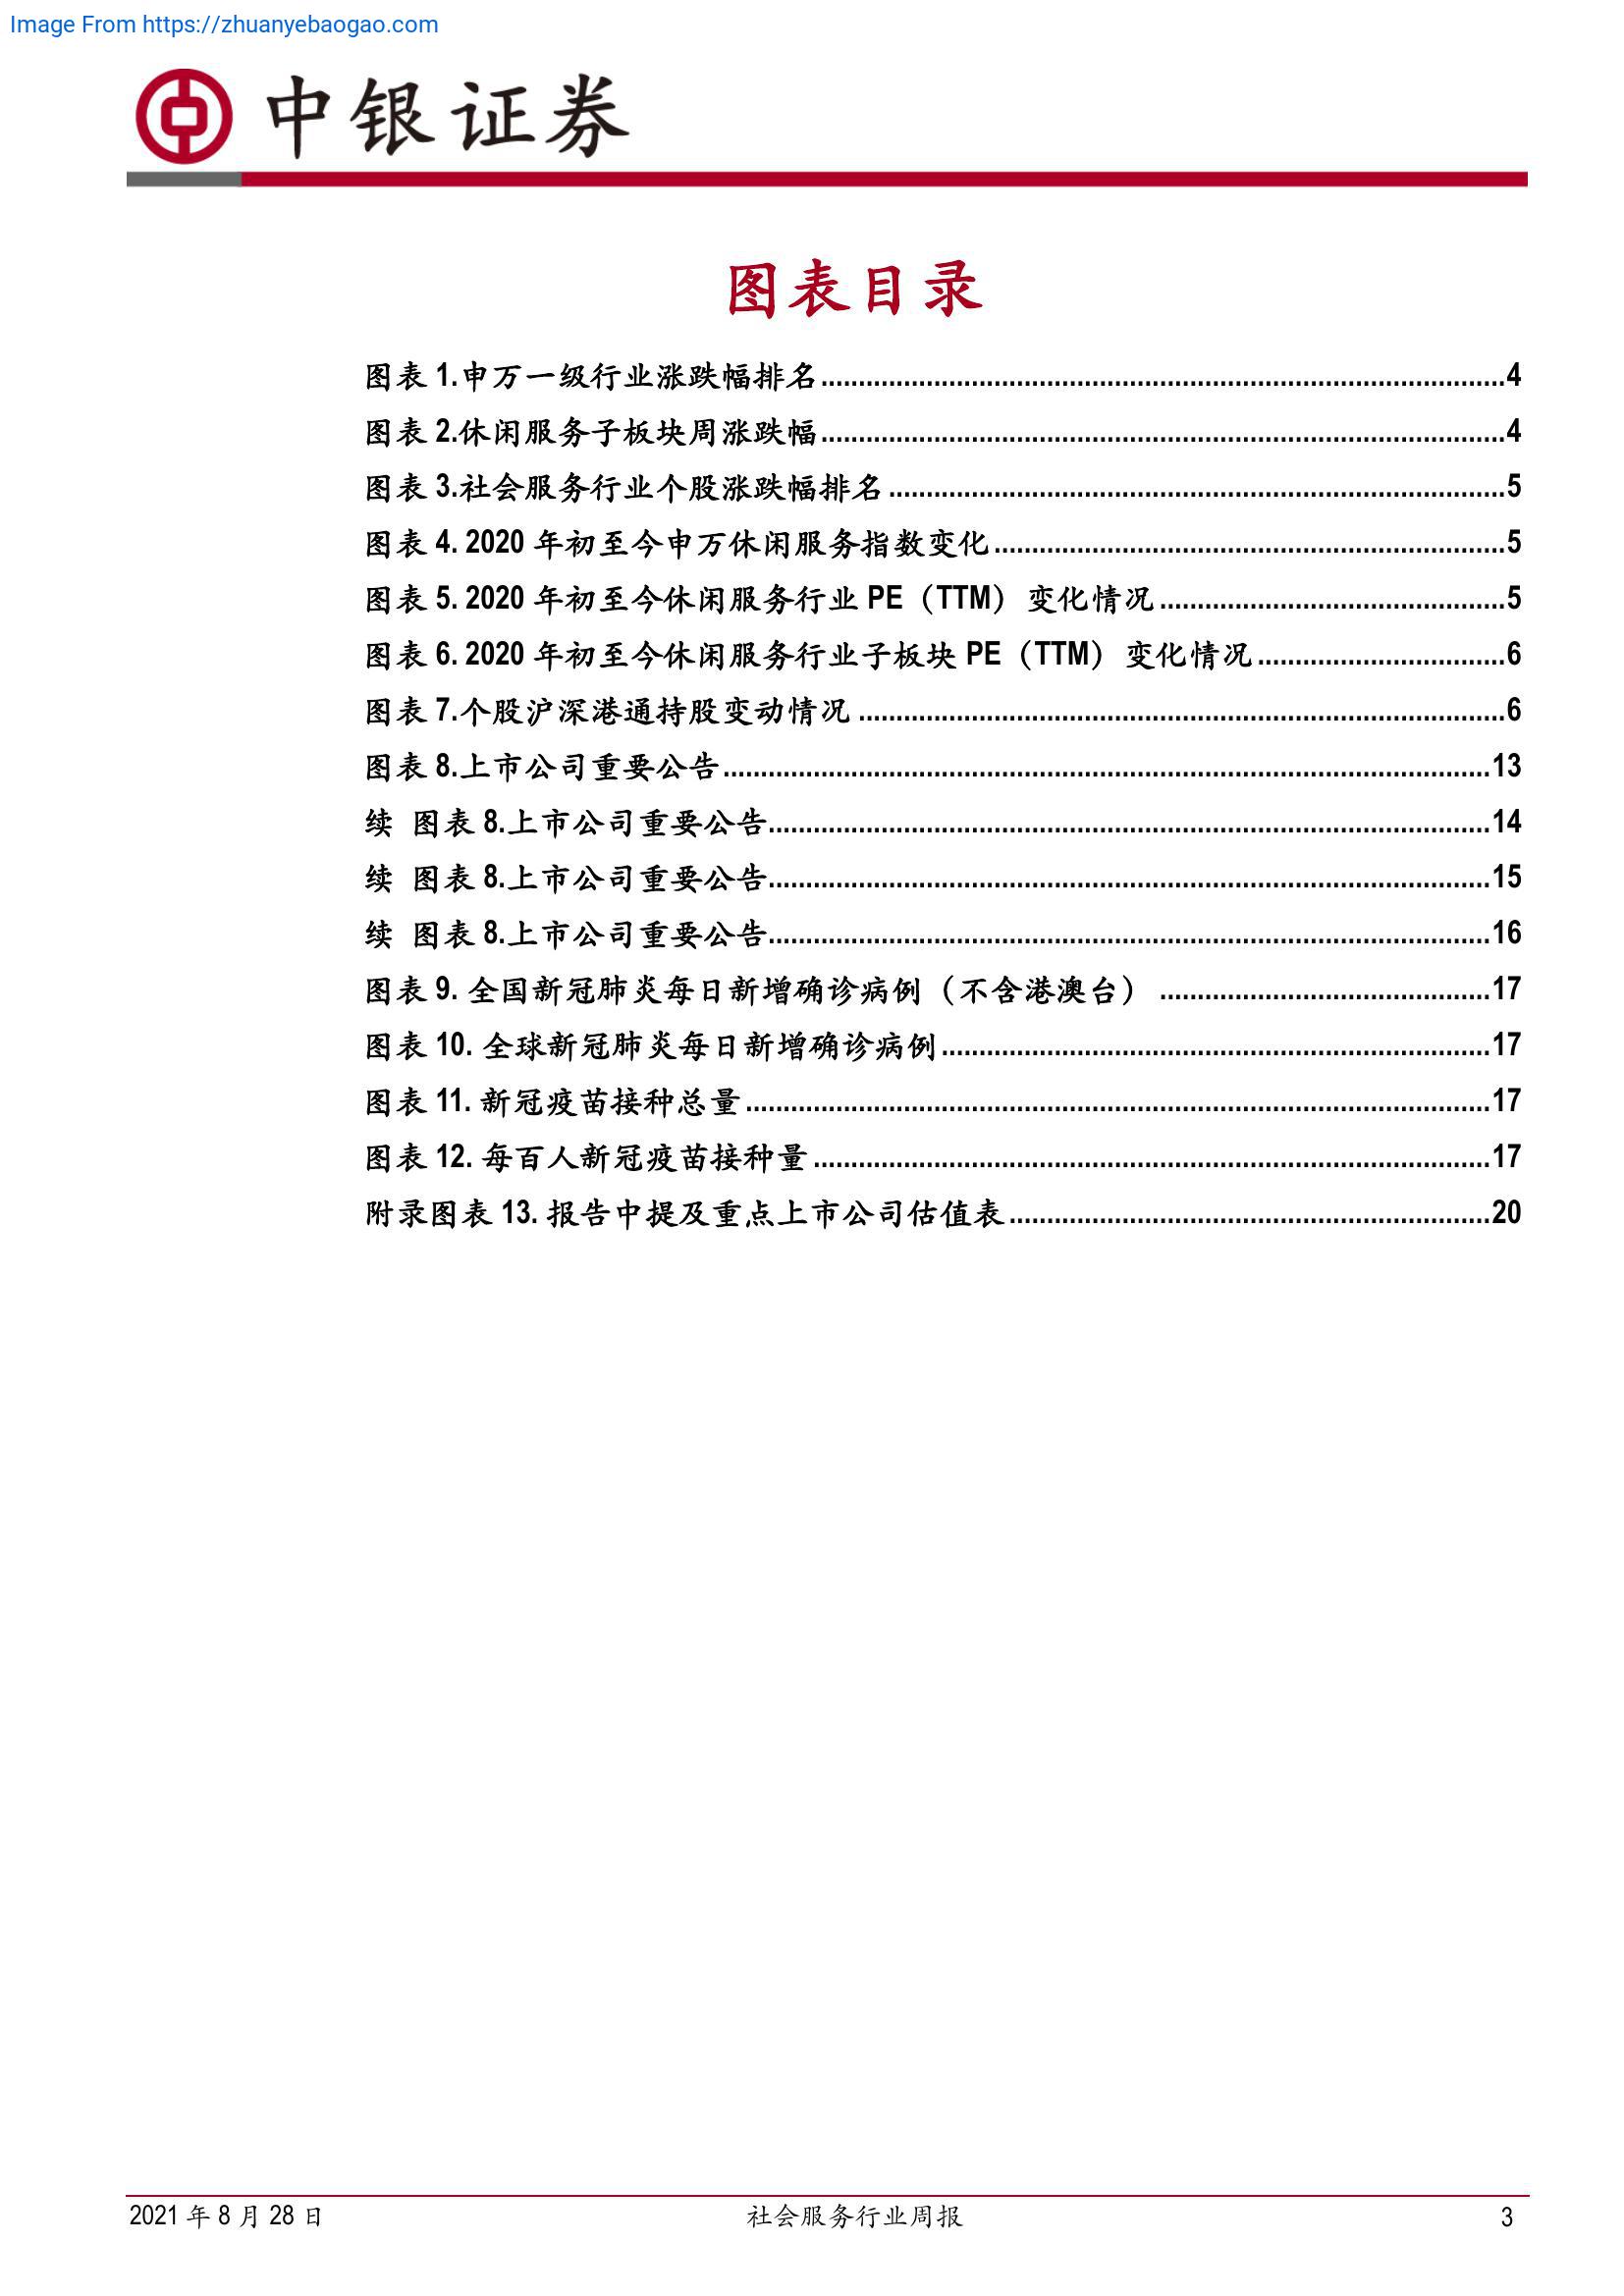 Image From https://zhuanyebaogao.com
中银证券
图表目录
图表 1.申万一级行业涨跌幅排名....................4
图表 2.休闲服务子板块周涨跌幅....................4
图表 3.社会服务行业个股涨跌幅排名....................5
图表 4. 2020 年初至今申万休闲服务指数变化....................5
图表 5. 2020 年初至今休闲服务行业 PE（TTM）变化情况....................5
图表 6. 2020 年初至今休闲服务行业子板块 PE（TTM）变化情况....................6
图表 7.个股沪深港通持股变动情况....................6
图表 8.上市公司重要公告....................13
续 图表 8.上市公司重要公告....................14
续 图表 8.上市公司重要公告....................15
续 图表 8.上市公司重要公告....................16
图表 9. 全国新冠肺炎每日新增确诊病例（不含港澳台）....................17
图表 10. 全球新冠肺炎每日新增确诊病例....................17
图表 11. 新冠疫苗接种总量....................17
图表 12. 每百人新冠疫苗接种量....................17
附录图表 13. 报告中提及重点上市公司估值表....................20
2021 年 8 月 28 日 社会服务行业周报 3